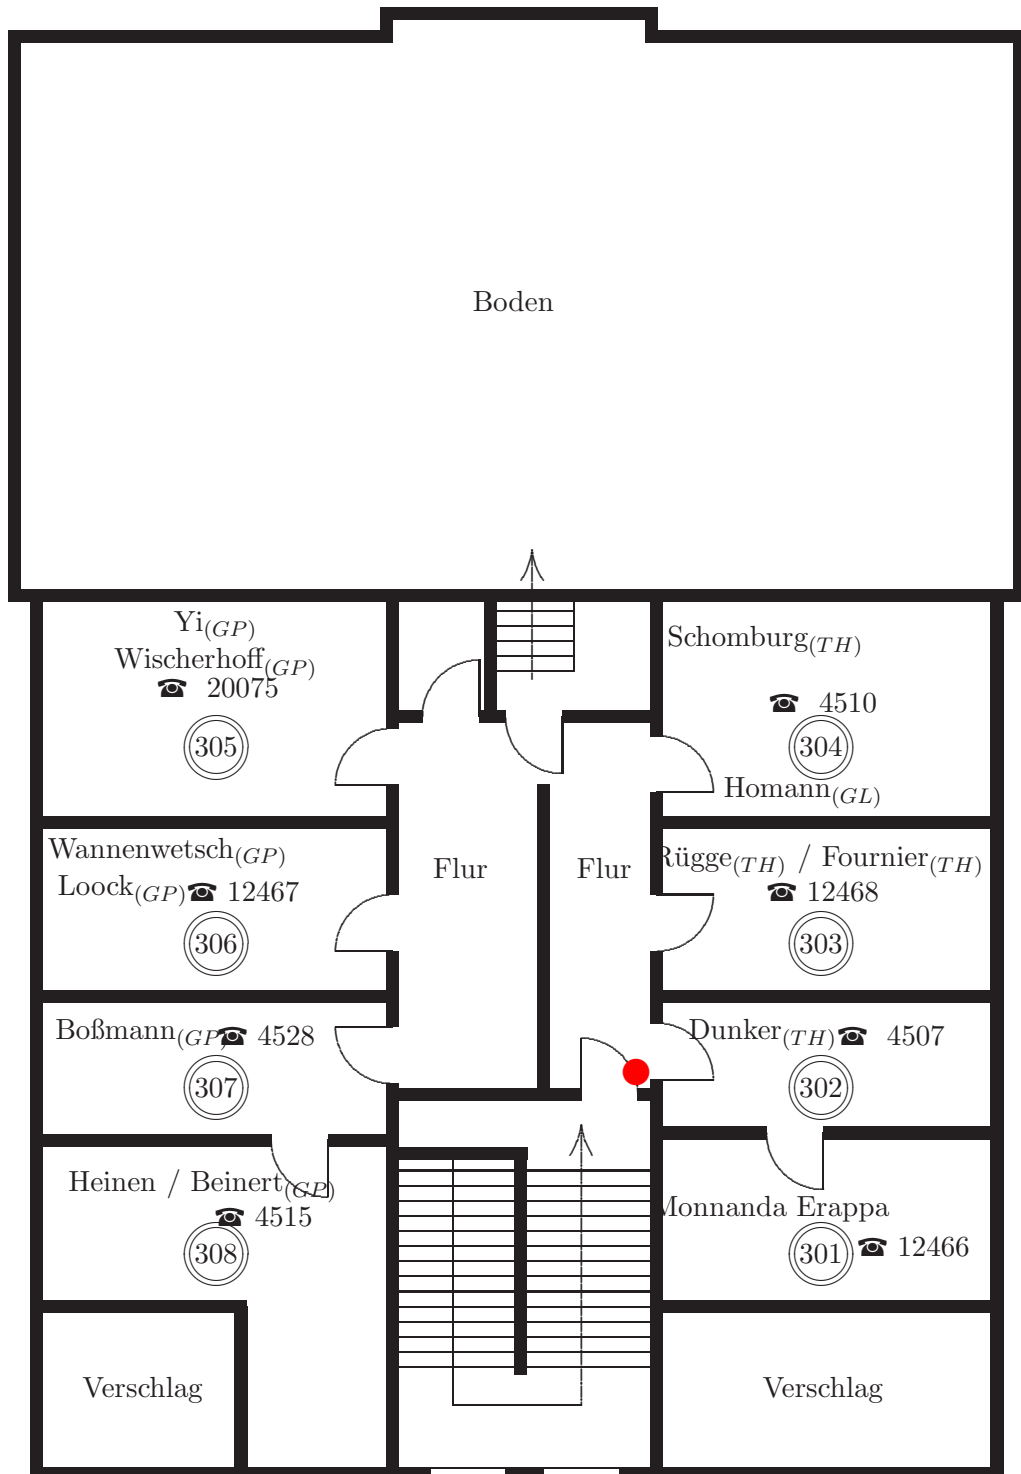 Boden
Yi(GP)
Wischerhoff(GP)
☎ 20075
305
Schomburg(TH)
☎ 4510
304
Homann(GL)
Wannenwetsch(GP)
Loock(GP) ☎ 12467
306
Flur
Flur
Rügge(TH) / Fournier(TH)
☎ 12468
303
Boßmann(GP) ☎ 4528
307
Dunker(TH) ☎ 4507
302
Heinen / Beinert(GP)
☎ 4515
308
Monnanda Erappa
301 ☎ 12466
Verschlag
Verschlag